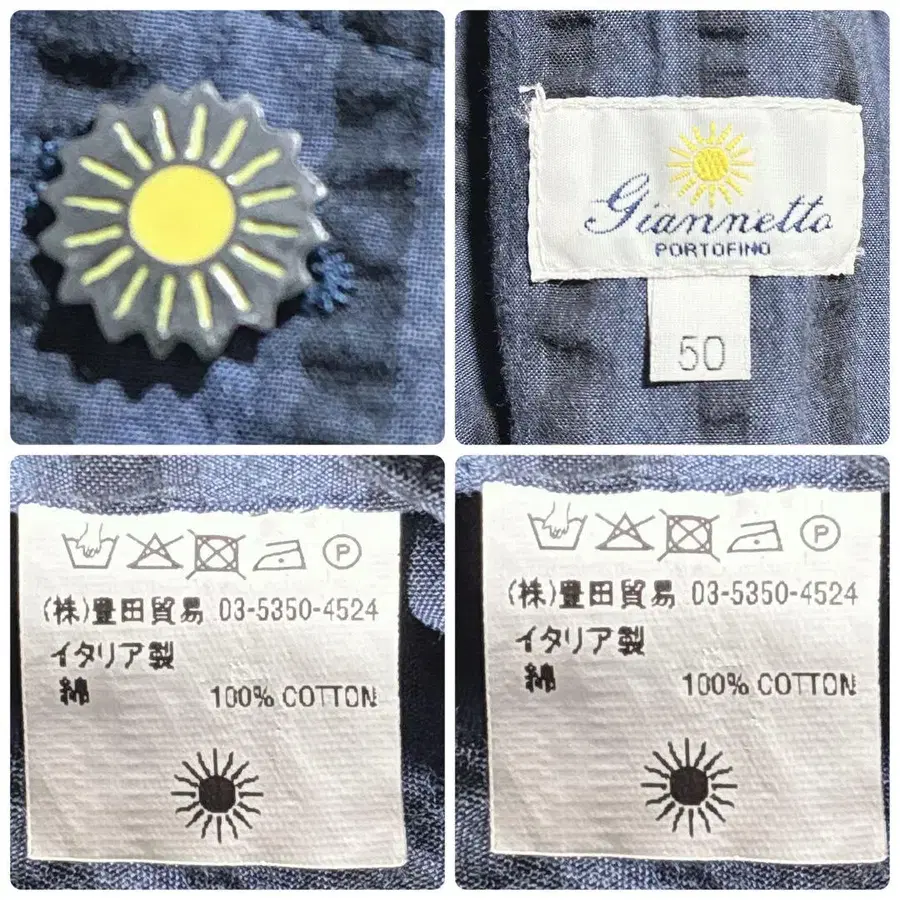 Giannetto
PORTOFINO
50
P
(株)豊田貿易 03-5350-4524
イタリア製
綿 100% COTTON
P
(株)豊田貿易 03-5350-4524
イタリア製
綿 100% COTTON